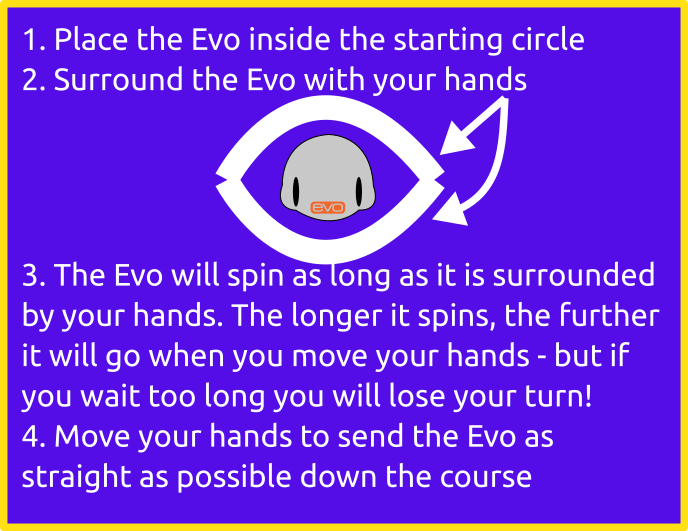 1. Place the Evo inside the starting circle
2. Surround the Evo with your hands
evo
3. The Evo will spin as long as it is surrounded
by your hands. The longer it spins, the further
it will go when you move your hands - but if
you wait too long you will lose your turn!
4. Move your hands to send the Evo as
straight as possible down the course